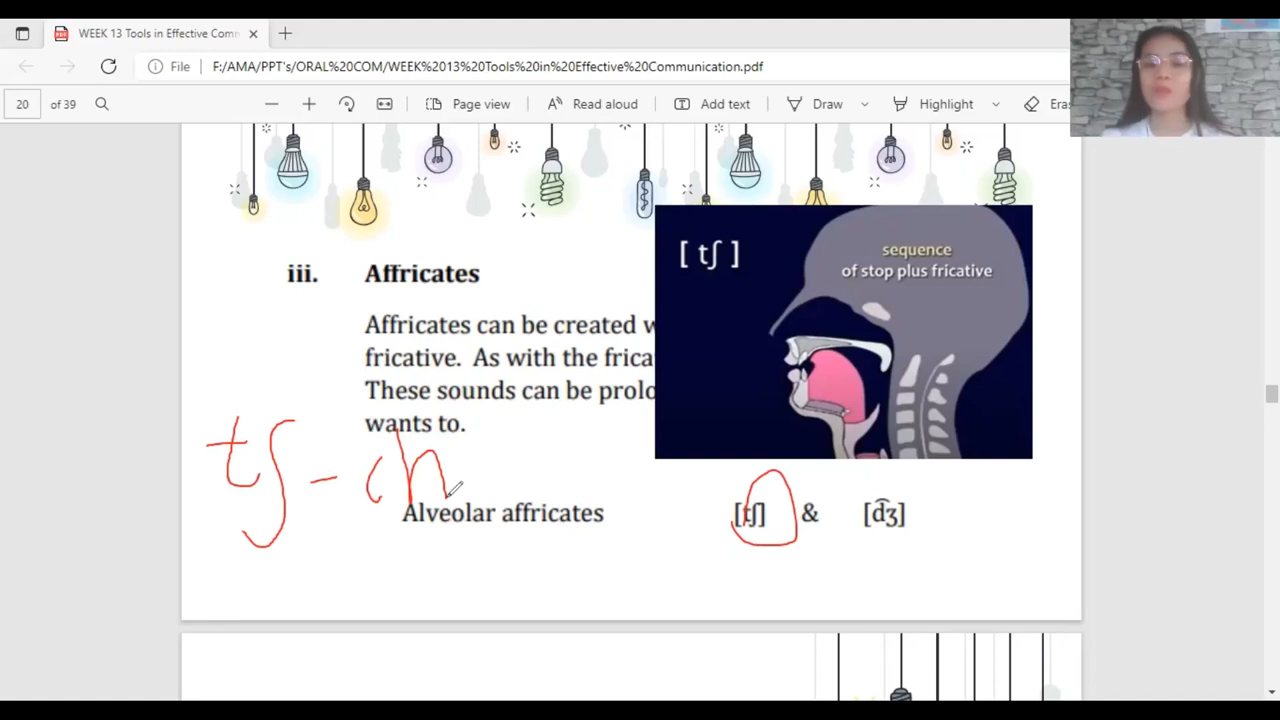 WEEK 13 Tools in Effective Comm
File F:/AMA/PPT's/ORAL%20COM/WEEK%2013%20Tools%20in%20Effective%20Communication.pdf
20 of 39 Page view Read aloud Add text Draw Highlight Eras
[ tʃ ]
sequence
of stop plus fricative
iii. Affricates
Affricates can be created w
fricative. As with the frica
These sounds can be prolo
wants to.
tʃ - ch
Alveolar affricates [tʃ] & [d͡ʒ]